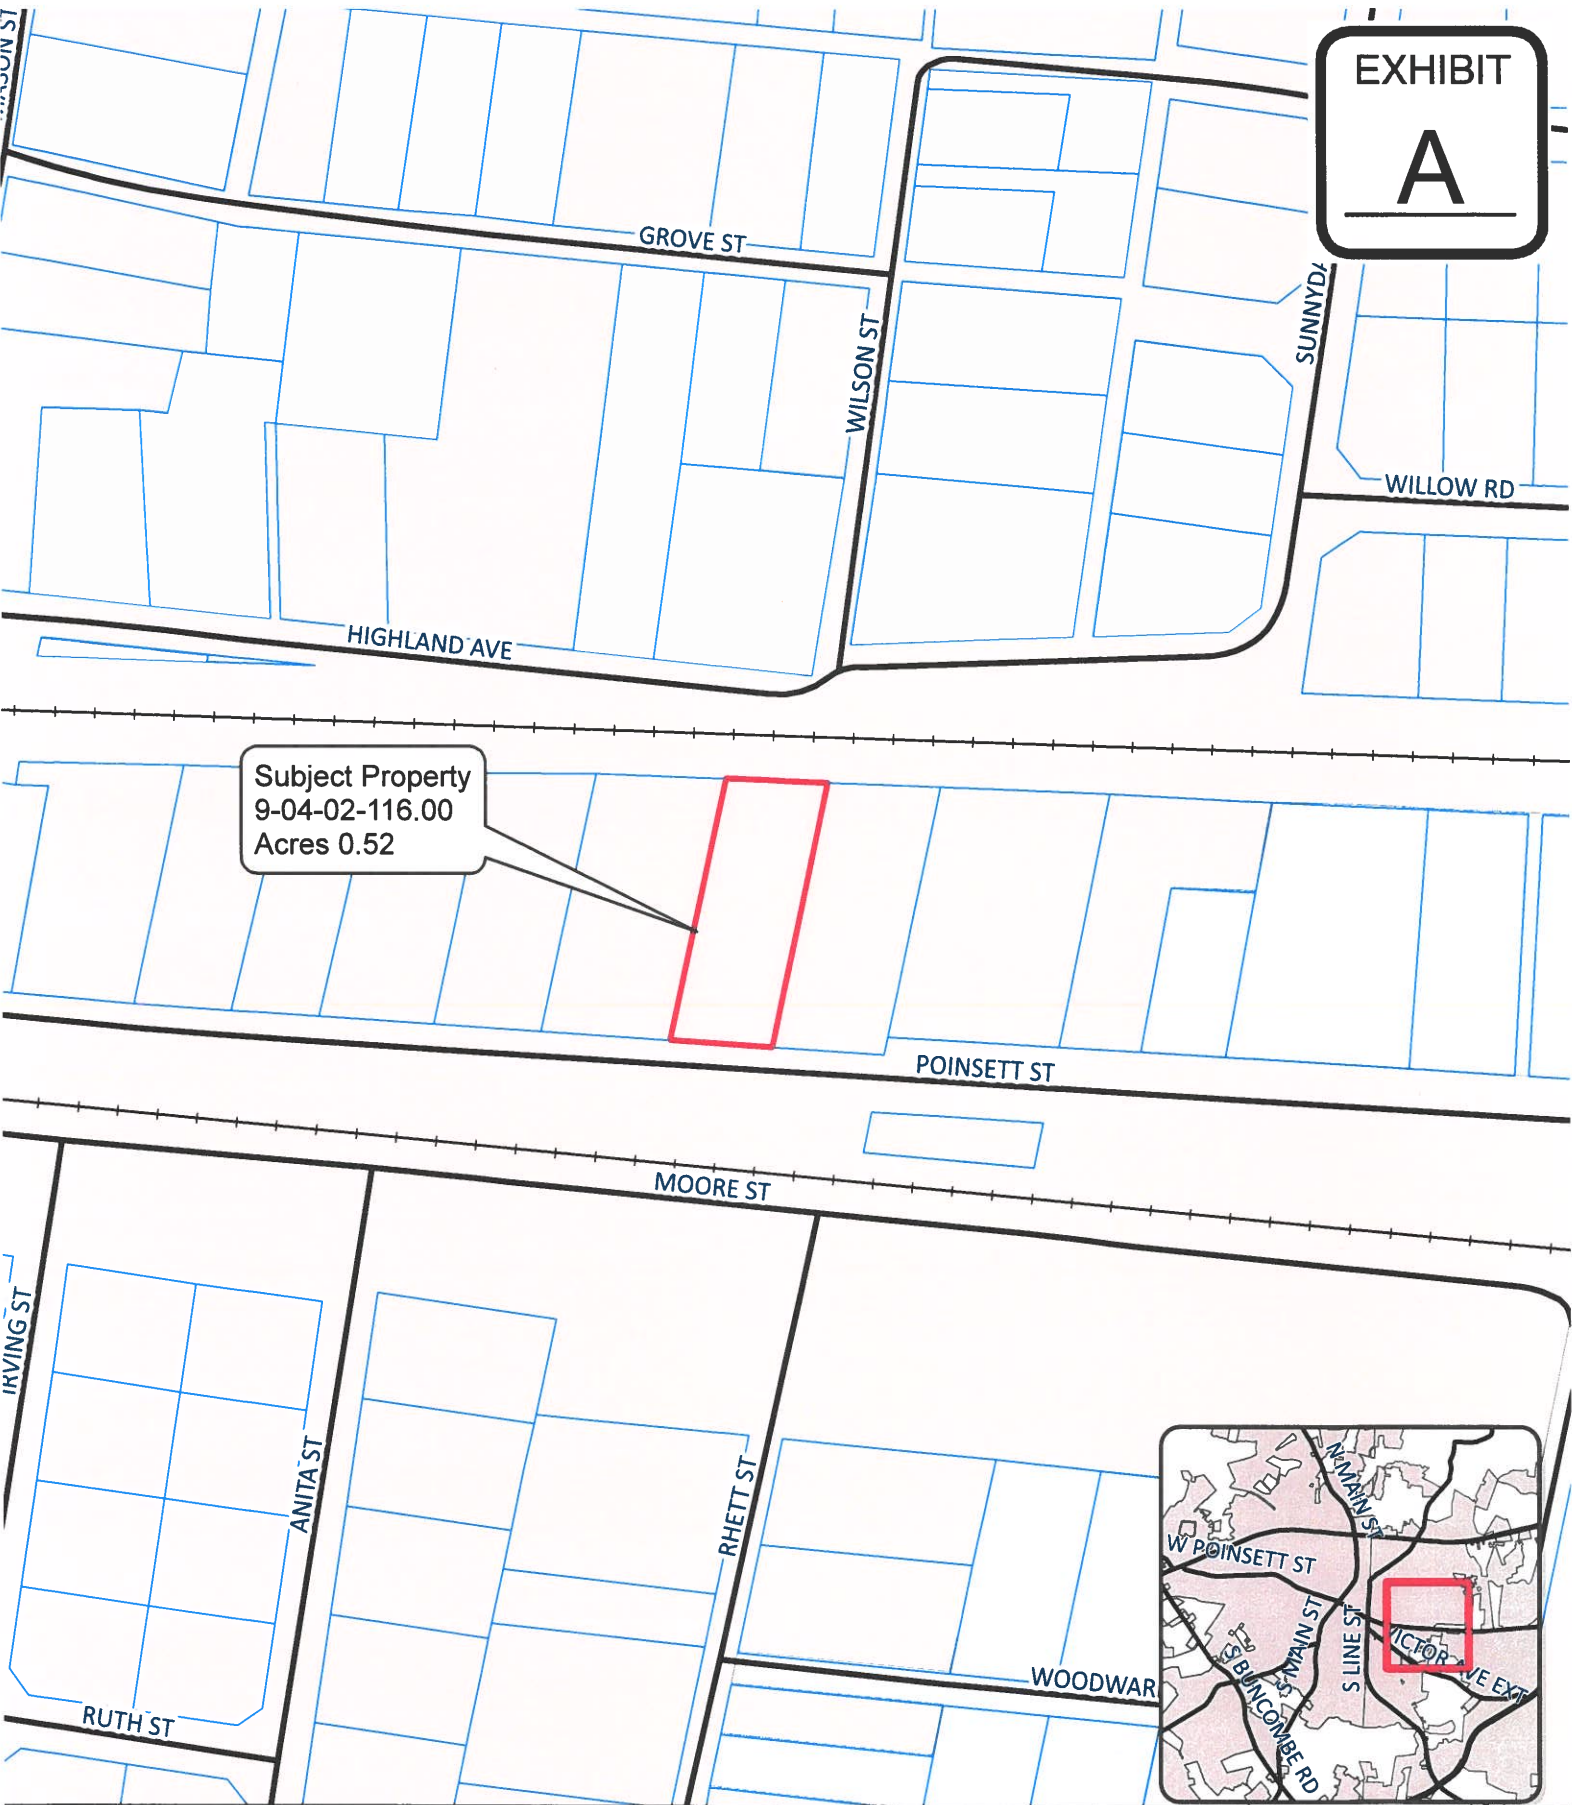 EXHIBIT
A
GROVE ST
WILSON ST
WILLOW RD
HIGHLAND AVE
Subject Property
9-04-02-116.00
Acres 0.52
POINSETT ST
MOORE ST
IRVING ST
ANITA ST
RHETT ST
RUTH ST
N MAIN ST
W POINSETT ST
S MAIN ST
S LINE ST
AVE EXT
S BUNCOMBE RD